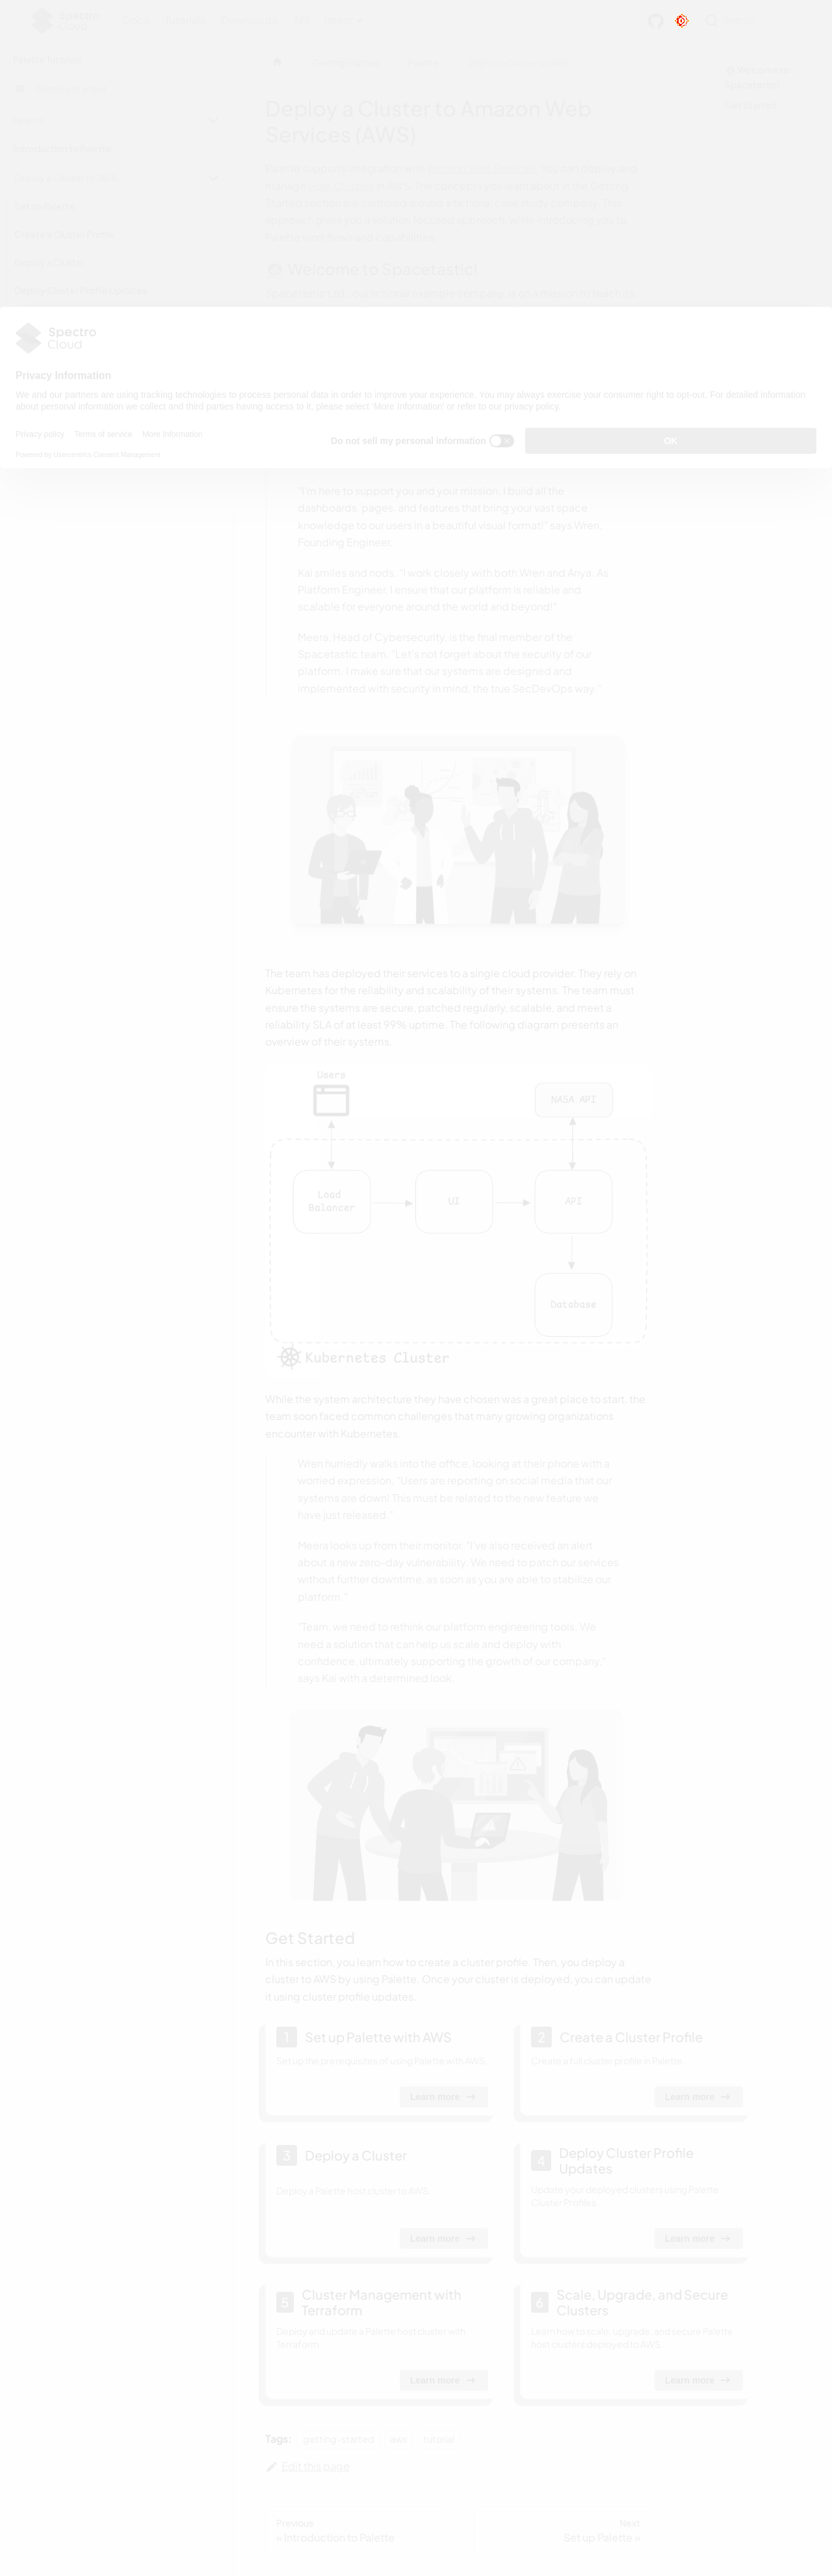 Spectro
Cloud
Deploy a Cluster to Amazon Web
Services (AWS)
Welcome to Spacetastic!
Spectro
Cloud
Privacy Information
We and our partners are using tracking technologies to process personal data in order to improve your experience. You may always exercise your consumer right to opt-out. For detailed information
about personal information we collect and third parties having access to it, please select 'More Information' or refer to our privacy policy.
Privacy policy Terms of service More Information
Do not sell my personal information
OK
Powered by Usercentrics Consent Management
"I'm here to support you and your mission. I build all the
dashboards, pages, and features that bring your vast space
knowledge to our users in a beautiful visual format!" says Wren,
Founding Engineer.
Kai smiles and nods. "I work closely with both Wren and Anya. As
Platform Engineer, I ensure that our platform is reliable and
scalable for everyone around the world and beyond!"
Meera, Head of Cybersecurity, is the final member of the
Spacetastic team. "Let's not forget about the security of our
platform. I make sure that our systems are designed and
implemented with security in mind, the true SecDevOps way."
The team has deployed their services to a single cloud provider. They rely on
Kubernetes for the reliability and scalability of their systems. The team must
ensure the systems are secure, patched regularly, scalable, and meet a
reliability SLA of at least 99% uptime. The following diagram presents an
overview of their systems.
Users
NASA API
Load
Balancer
UI
API
Database
Kubernetes Cluster
While the system architecture they have chosen was a great place to start, the
team soon faced common challenges that many growing organizations
encounter with Kubernetes.
Wren hurriedly walks into the office, looking at their phone with a
worried expression. "Users are reporting on social media that our
systems are down! This must be related to the new feature we
have just released."
Meera looks up from their monitor. "I've also received an alert
about a new zero-day vulnerability. We need to patch our services
without further downtime, as soon as you are able to stabilize our
platform."
"Team, we need to rethink our platform engineering tools. We
need a solution that can help us scale and deploy with
confidence, ultimately supporting the growth of our company,"
says Kai with a determined look.
Get Started
In this section, you learn how to create a cluster profile. Then, you deploy a
cluster to AWS by using Palette. Once your cluster is deployed, you can update
it using cluster profile updates.
1 Set up Palette with AWS
Set up the prerequisites of using Palette with AWS.
Learn more
2 Create a Cluster Profile
Create a full cluster profile in Palette.
Learn more
3 Deploy a Cluster
Deploy a Palette host cluster to AWS.
Learn more
4 Deploy Cluster Profile
Updates
Update your deployed clusters using Palette
Cluster Profiles.
Learn more
5 Cluster Management with
Terraform
Deploy and update a Palette host cluster with
Terraform.
Learn more
6 Scale, Upgrade, and Secure
Clusters
Learn how to scale, upgrade, and secure Palette
host clusters deployed to AWS.
Learn more
Tags: getting-started aws tutorial
Edit this page
Previous
« Introduction to Palette
Next
Set up Palette »